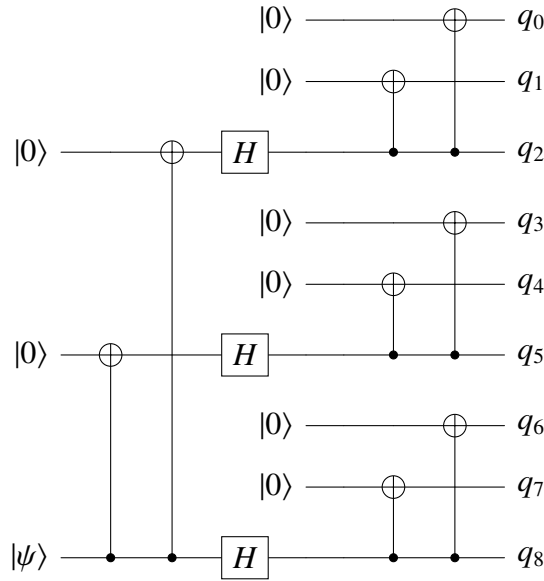 |0⟩ q₀
|0⟩ q₁
|0⟩ H q₂
|0⟩ q₃
|0⟩ q₄
|0⟩ H q₅
|0⟩ q₆
|0⟩ q₇
|ψ⟩ H q₈